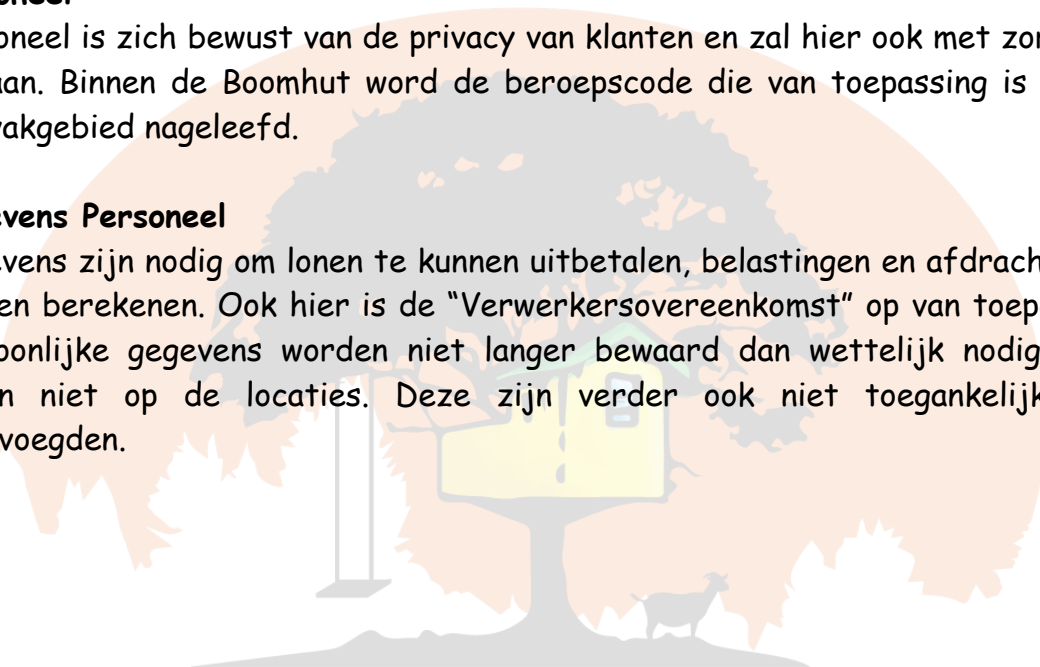 oneel
oneel is zich bewust van de privacy van klanten en zal hier ook met zor
aan. Binnen de Boomhut word de beroepscode die van toepassing is
vakgebied nageleefd.
evens Personeel
evens zijn nodig om lonen te kunnen uitbetalen, belastingen en afdrach
en berekenen. Ook hier is de “Verwerkersovereenkomst” op van toep
oonlijke gegevens worden niet langer bewaard dan wettelijk nodig
n niet op de locaties. Deze zijn verder ook niet toegankelijk
voegden.